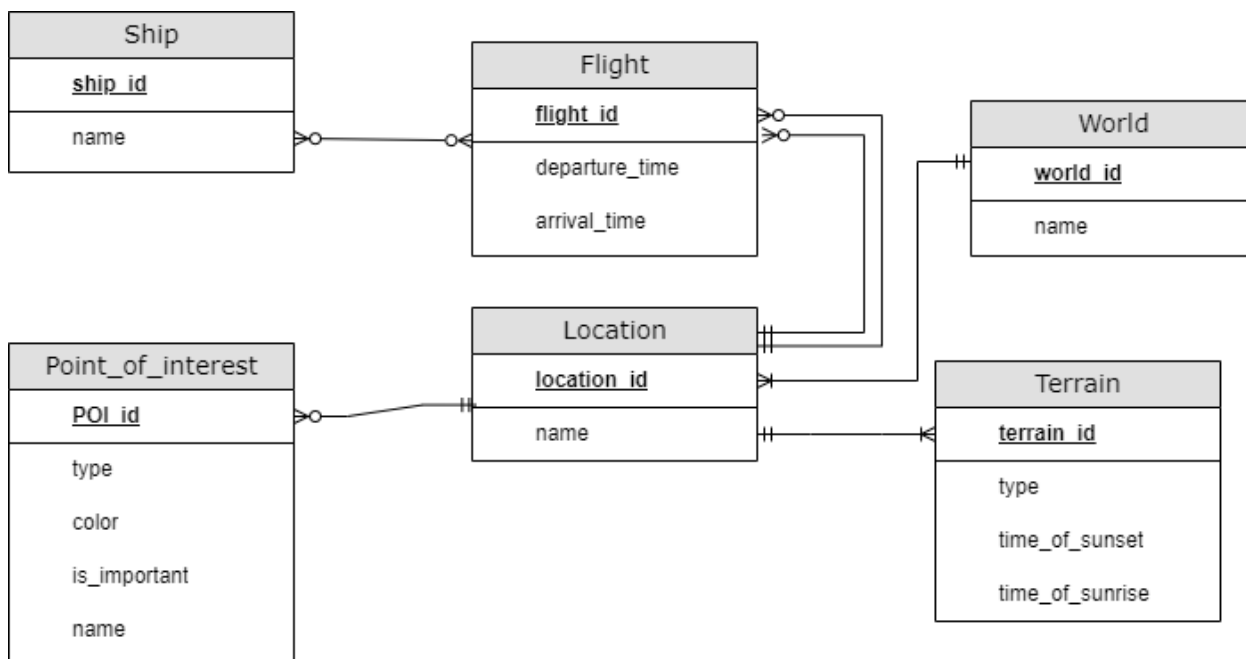 Ship
ship_id
name
Flight
flight_id
departure_time
arrival_time
World
world_id
name
Location
location_id
name
Point_of_interest
POI_id
type
color
is_important
name
Terrain
terrain_id
type
time_of_sunset
time_of_sunrise